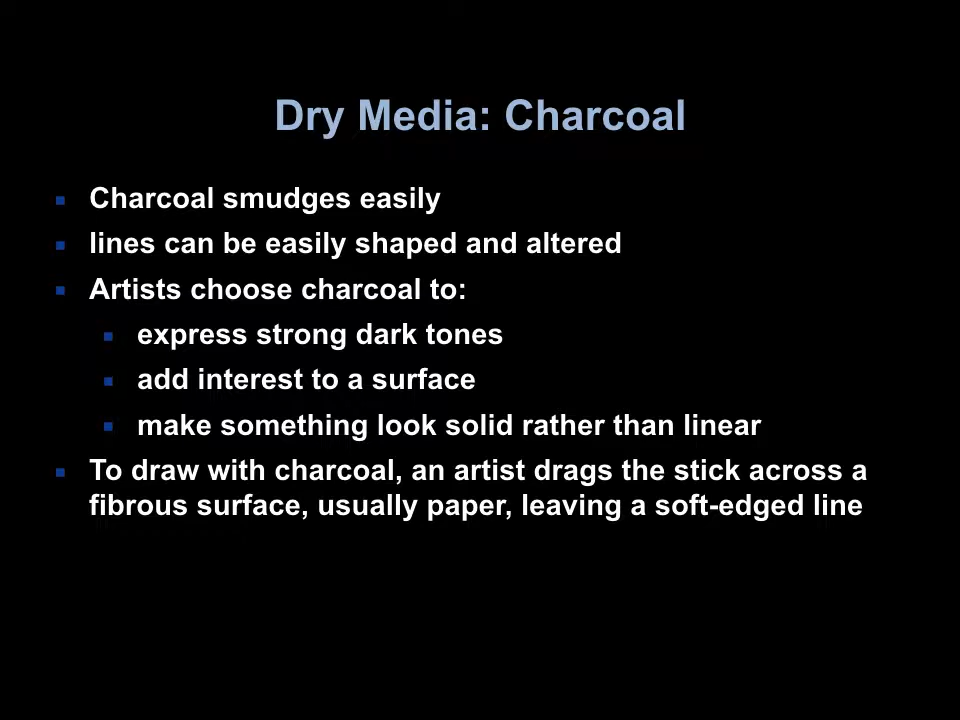 Dry Media: Charcoal
Charcoal smudges easily
lines can be easily shaped and altered
Artists choose charcoal to:
express strong dark tones
add interest to a surface
make something look solid rather than linear
To draw with charcoal, an artist drags the stick across a
fibrous surface, usually paper, leaving a soft-edged line